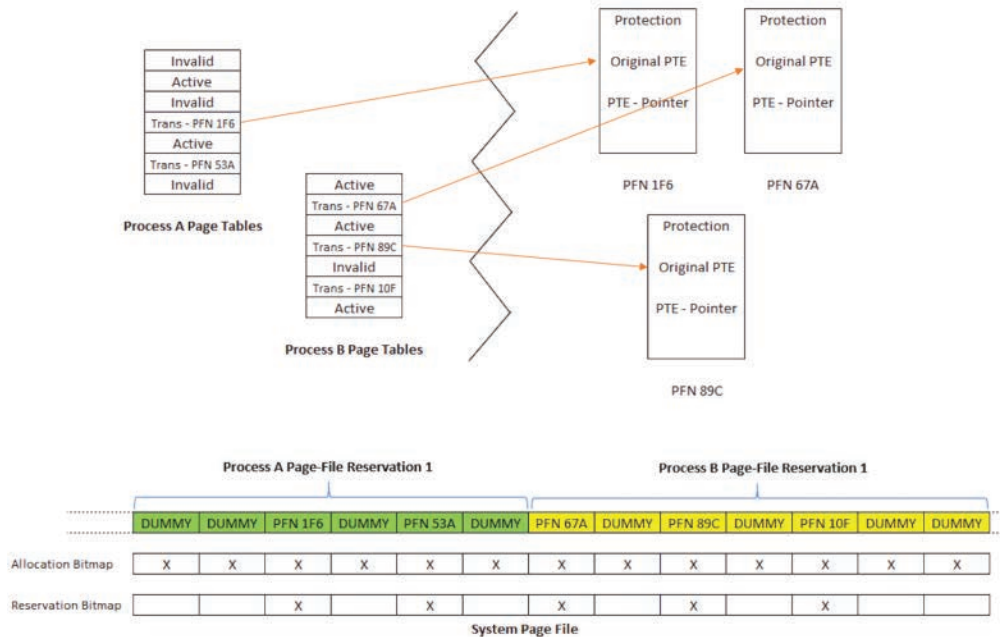 Invalid
Active
Invalid
Trans - PFN 1F6
Active
Trans - PFN 53A
Invalid
Process A Page Tables
Active
Trans - PFN 67A
Active
Trans - PFN 89C
Invalid
Trans - PFN 10F
Active
Process B Page Tables
Protection
Original PTE
PTE - Pointer
PFN 1F6
Protection
Original PTE
PTE - Pointer
PFN 67A
Protection
Original PTE
PTE - Pointer
PFN 89C
Process A Page-File Reservation 1 Process B Page-File Reservation 1
DUMMY DUMMY PFN 1F6 DUMMY PFN 53A DUMMY PFN 67A DUMMY PFN 89C DUMMY PFN 10F DUMMY DUMMY
Allocation Bitmap X X X X X X X X X X X X X
Reservation Bitmap X X X X X
System Page File